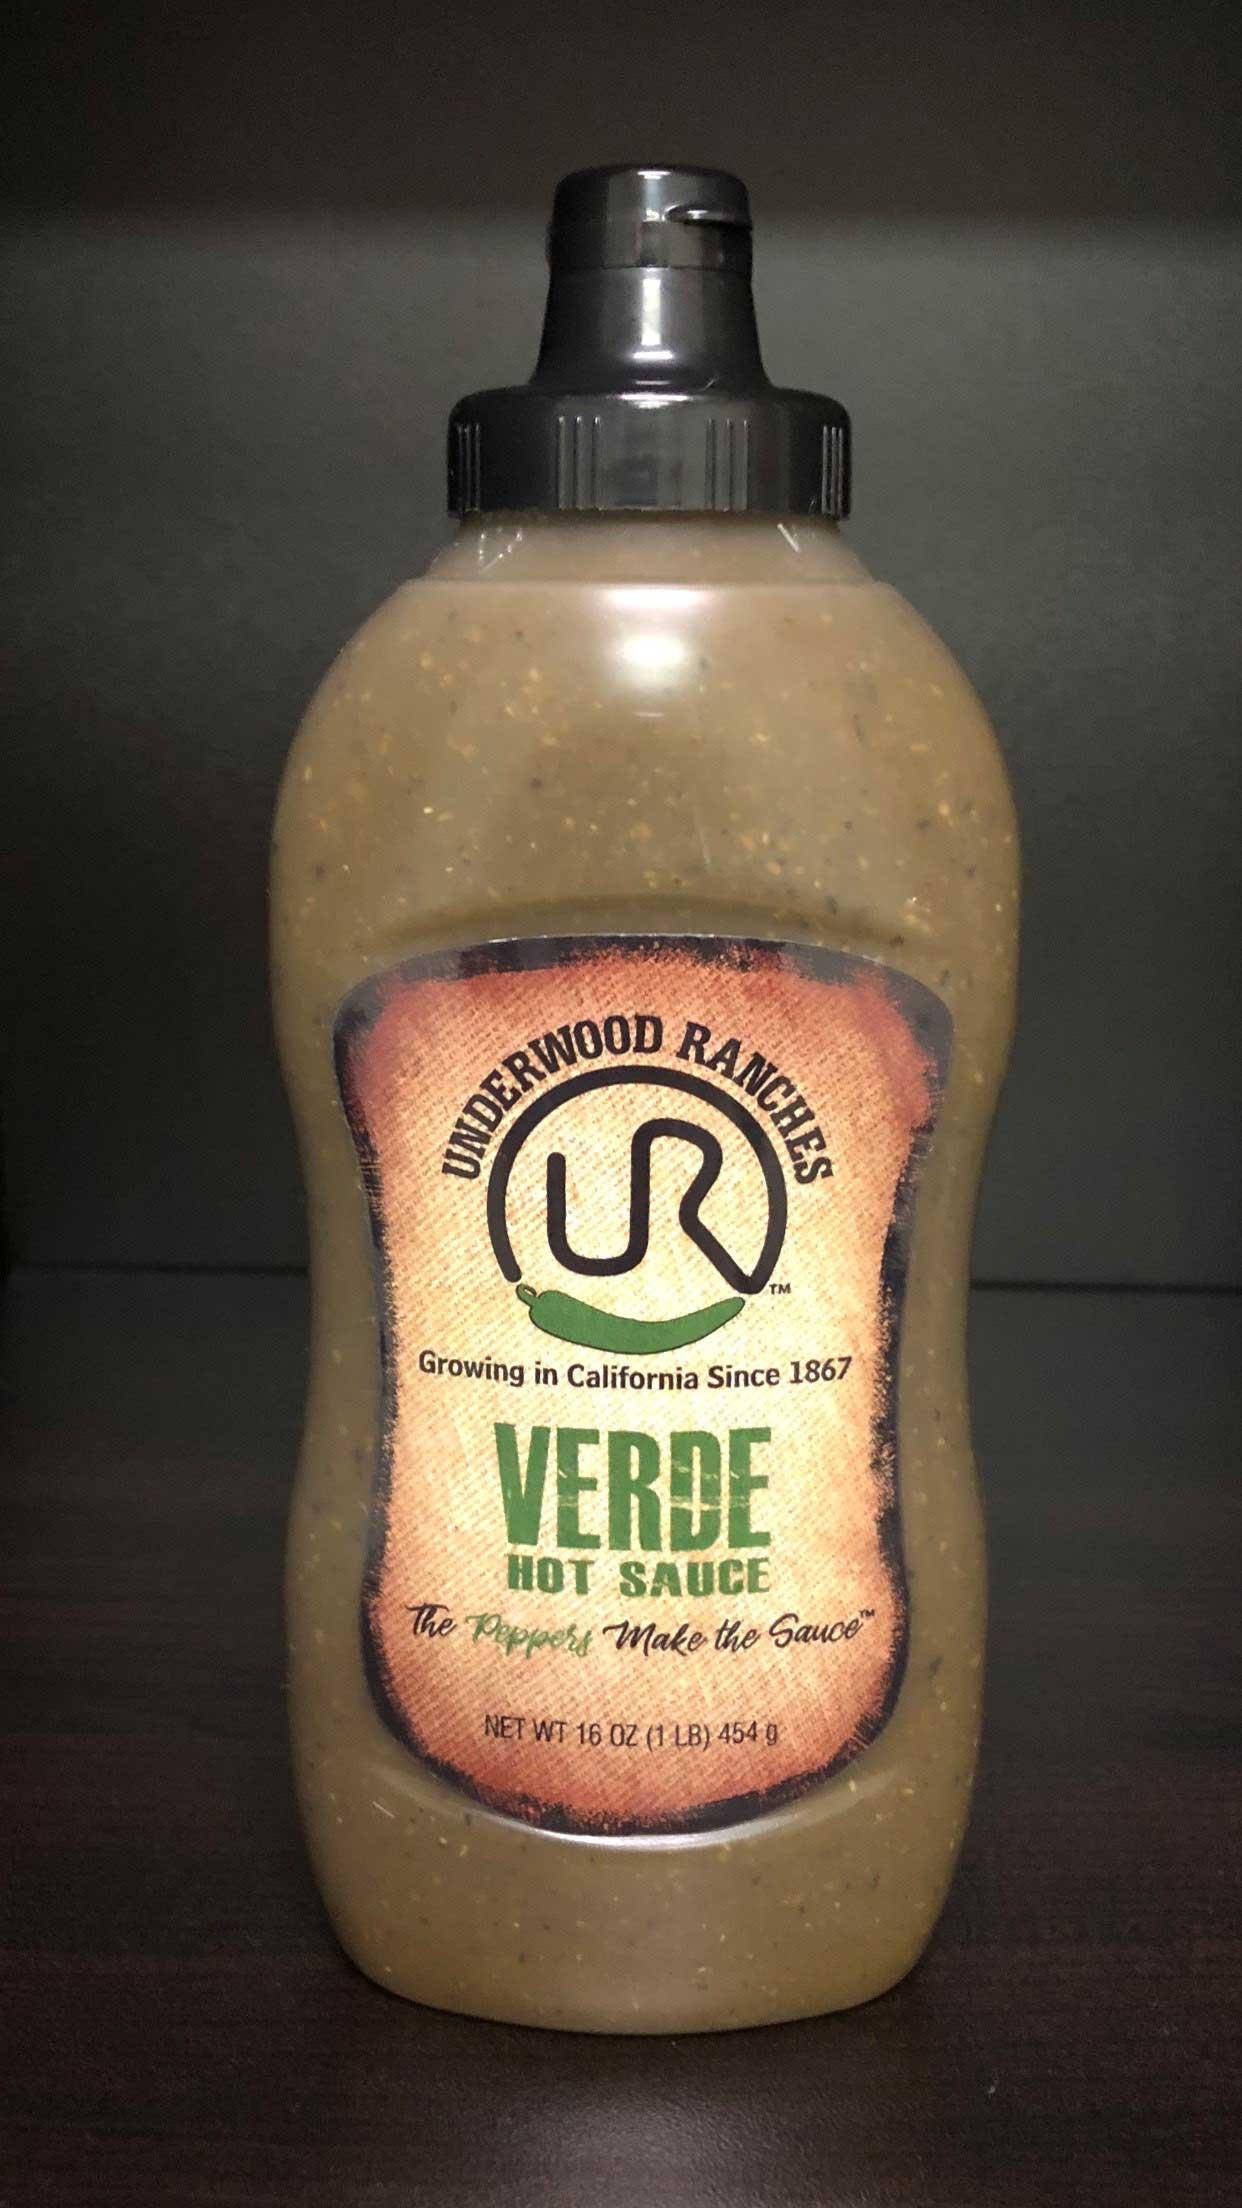 UNDERWOOD RANCHES
UR
TM
Growing in California Since 1867
VERDE
HOT SAUCE
The Peppers Make the Sauce™
NET WT 16 OZ (1 LB) 454 g